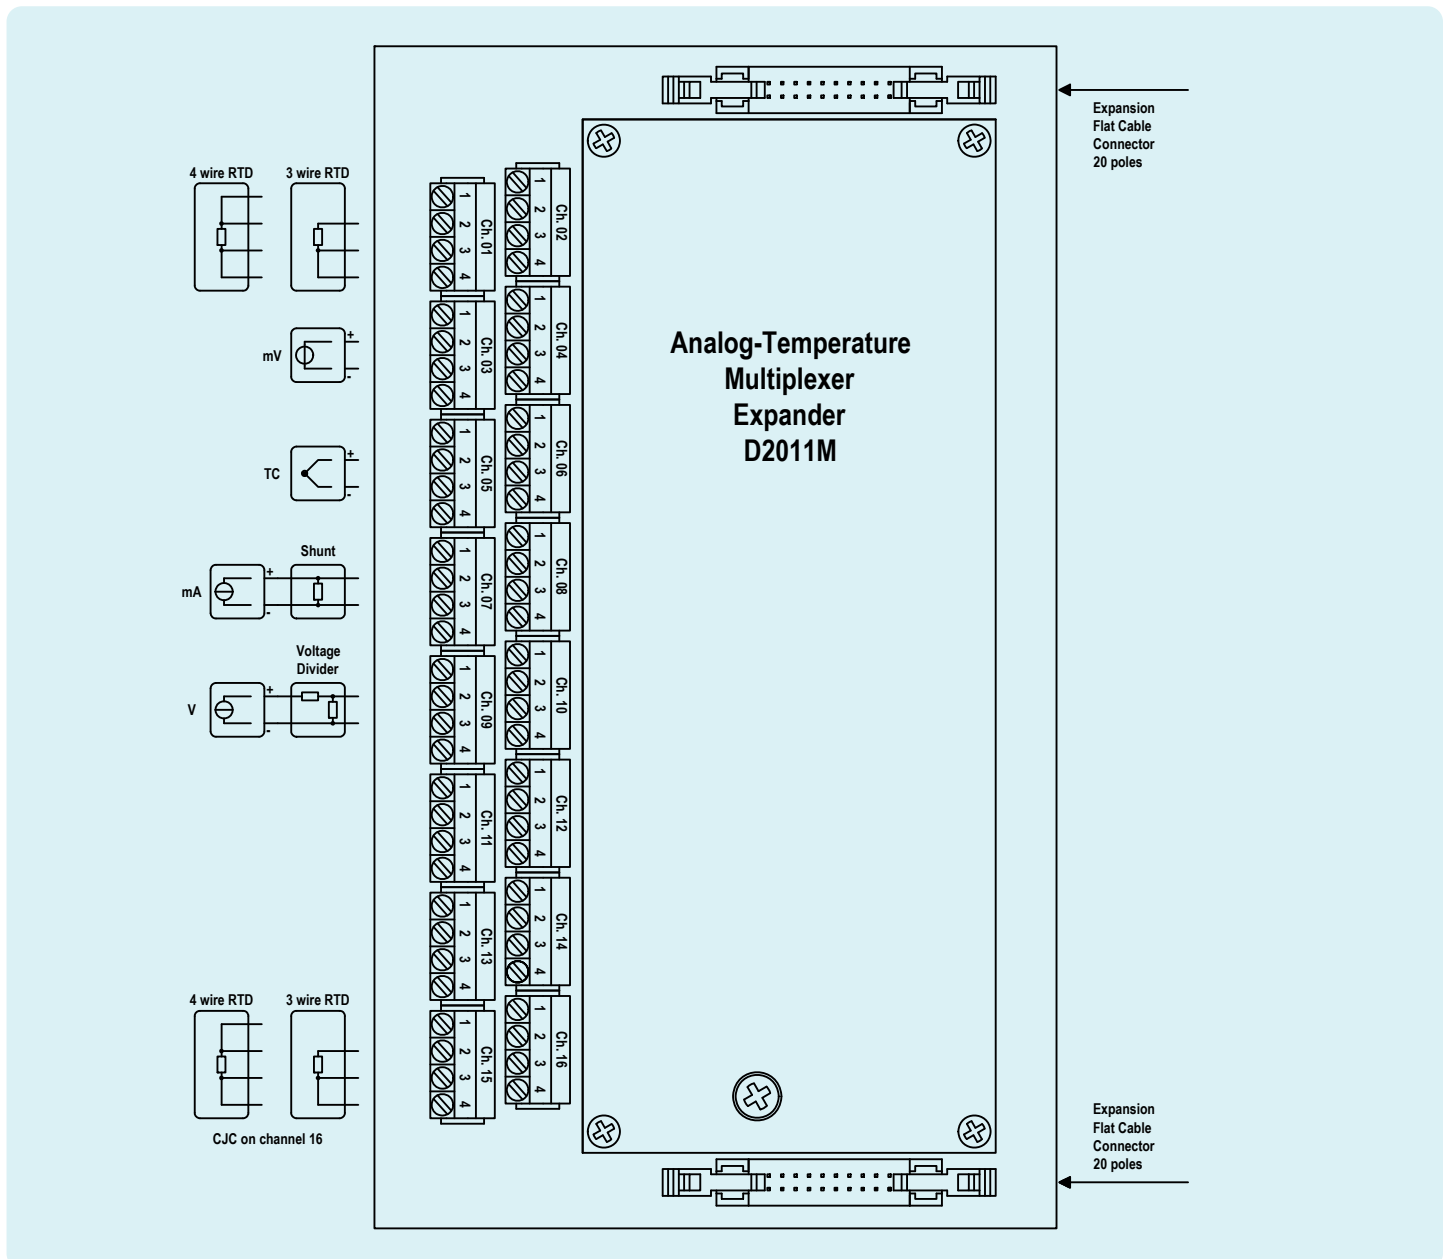 Expansion
Flat Cable
Connector
20 poles
4 wire RTD
3 wire RTD
mV
+
-
TC
+
-
Shunt
mA
+
-
Voltage
Divider
V
+
-
4 wire RTD
3 wire RTD
CJC on channel 16
1
2
3
4
Ch. 01
1
2
3
4
Ch. 02
1
2
3
4
Ch. 03
1
2
3
4
Ch. 04
1
2
3
4
Ch. 05
1
2
3
4
Ch. 06
1
2
3
4
Ch. 07
1
2
3
4
Ch. 08
1
2
3
4
Ch. 09
1
2
3
4
Ch. 10
1
2
3
4
Ch. 11
1
2
3
4
Ch. 12
1
2
3
4
Ch. 13
1
2
3
4
Ch. 14
1
2
3
4
Ch. 15
1
2
3
4
Ch. 16
Analog-Temperature
Multiplexer
Expander
D2011M
Expansion
Flat Cable
Connector
20 poles